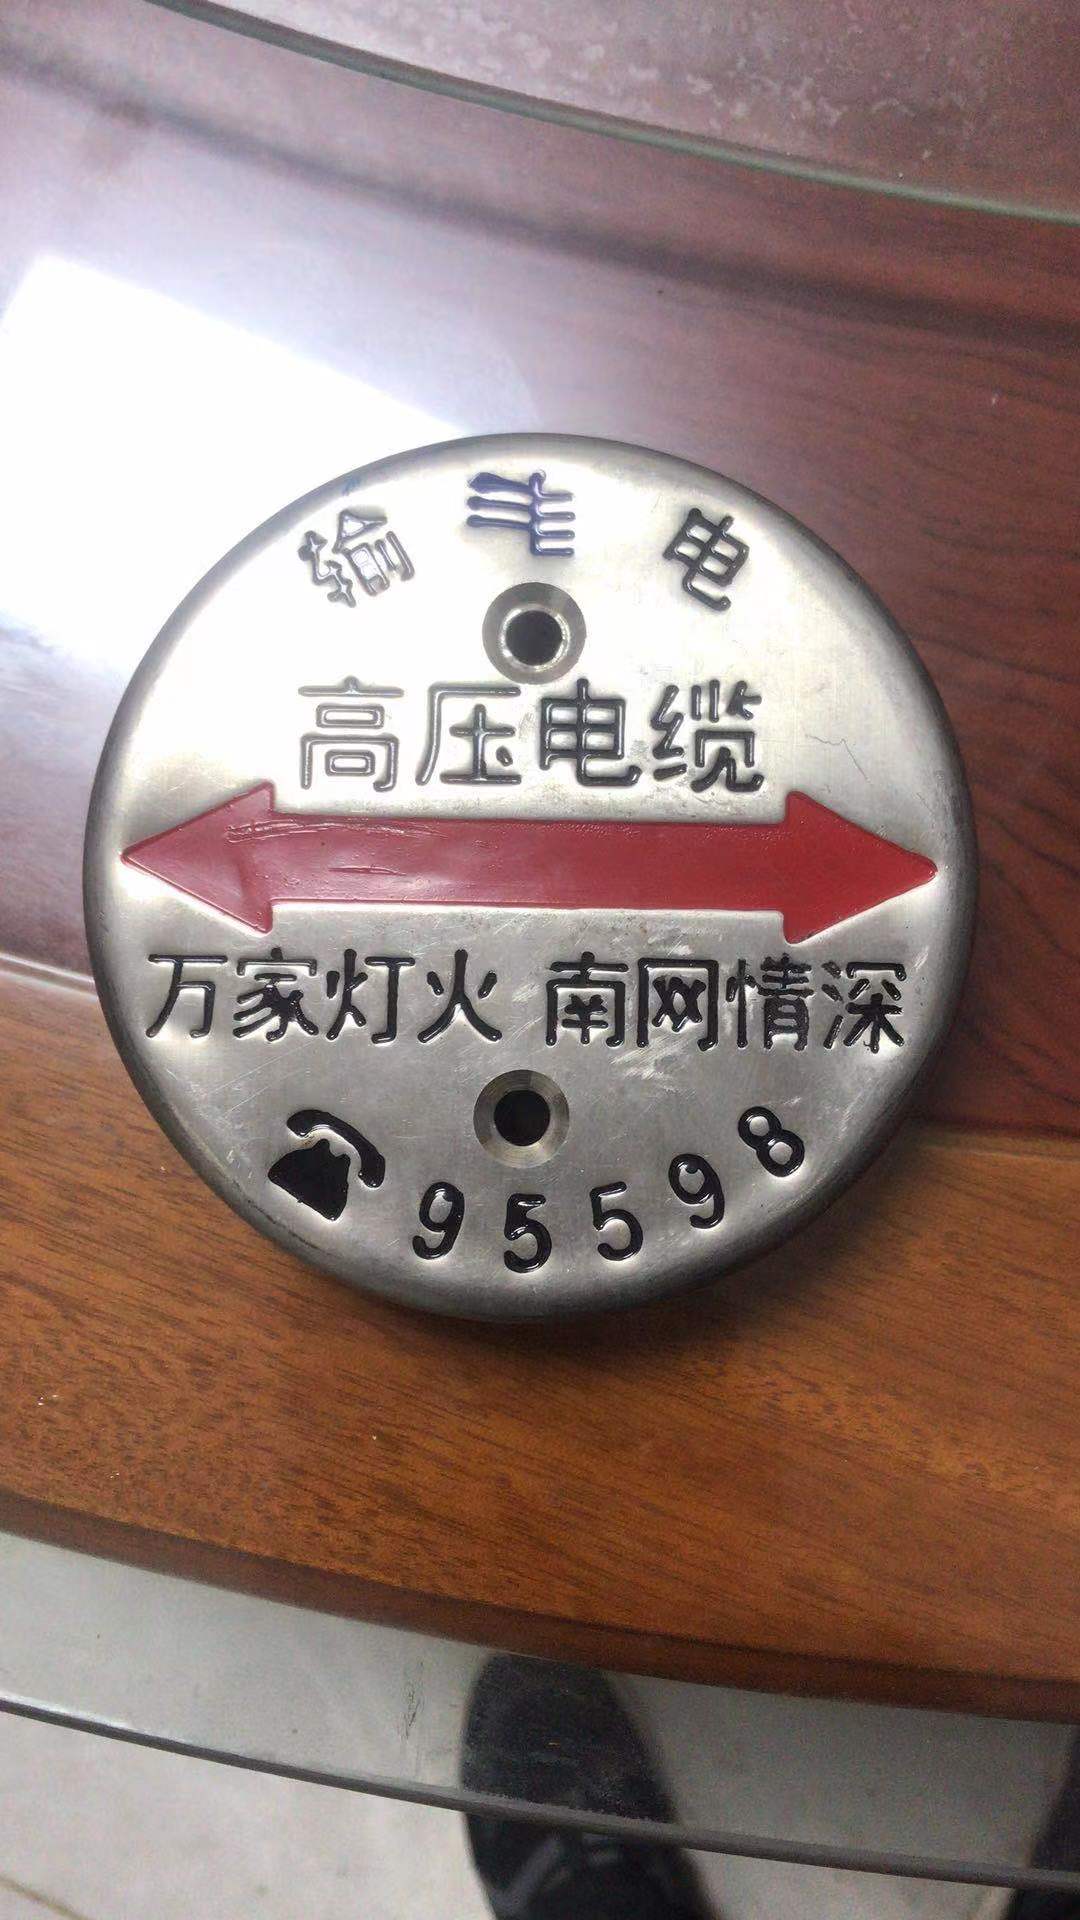 输 电
高压电缆
万家灯火 南网情深
95598